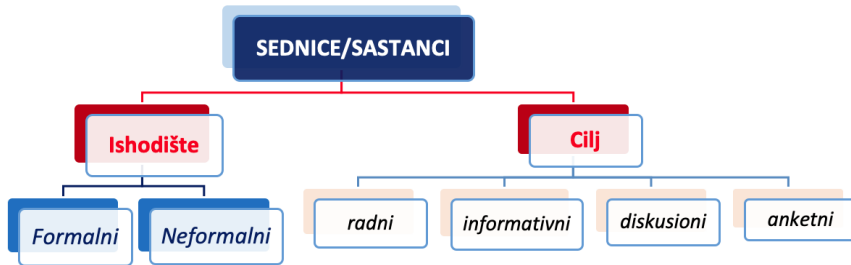 SEDNICE/SASTANCI
Ishodište
Cilj
Formalni
Neformalni
radni
informativni
diskusioni
anketni